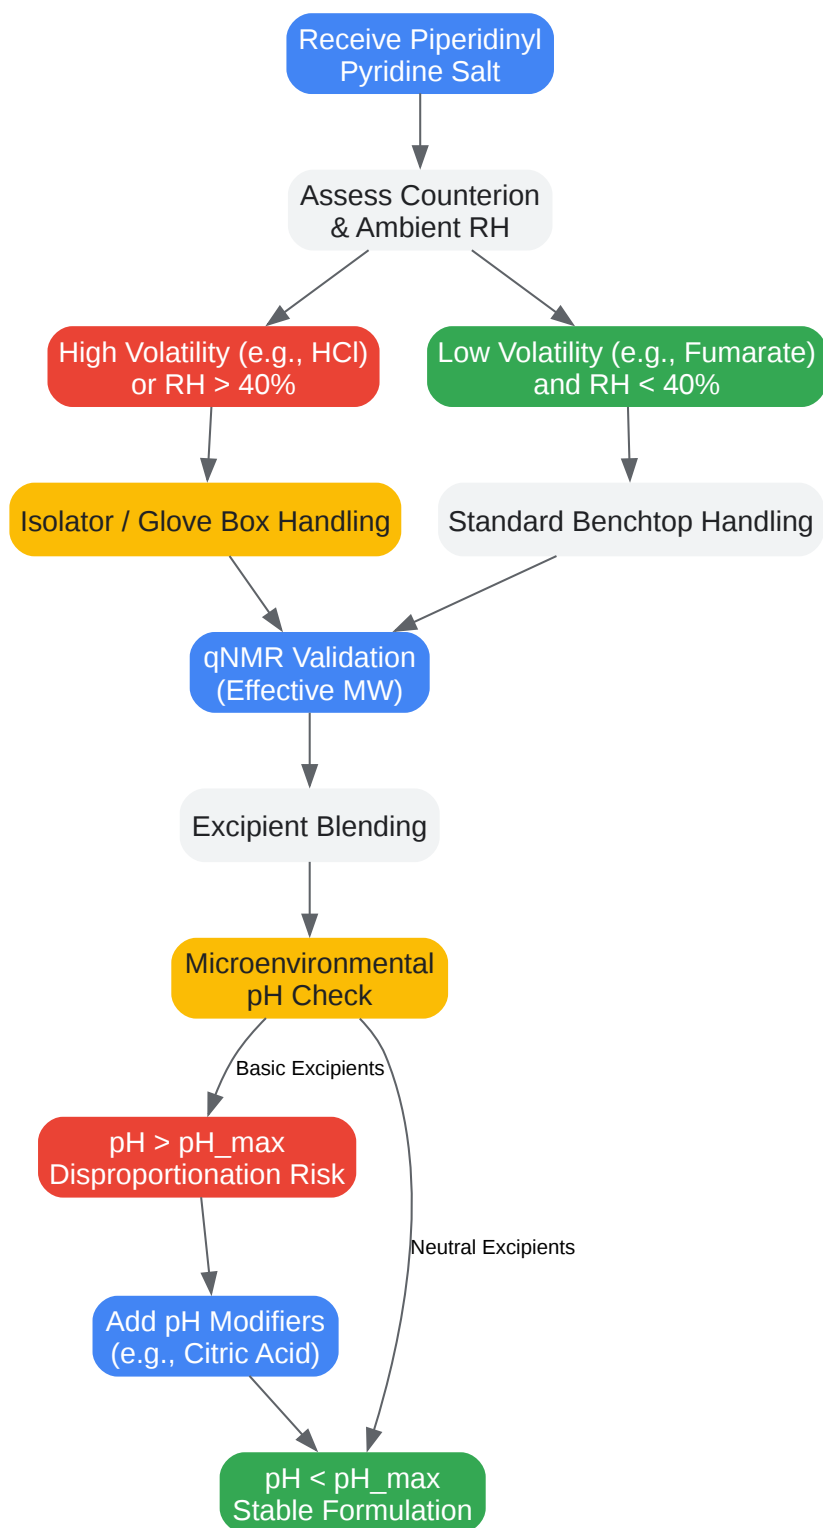 Receive Piperidinyl
Pyridine Salt
Assess Counterion
& Ambient RH
High Volatility (e.g., HCl)
or RH > 40%
Low Volatility (e.g., Fumarate)
and RH < 40%
Isolator / Glove Box Handling
Standard Benchtop Handling
qNMR Validation
(Effective MW)
Excipient Blending
Microenvironmental
pH Check
Basic Excipients
pH > pH_max
Disproportionation Risk
Neutral Excipients
Add pH Modifiers
(e.g., Citric Acid)
pH < pH_max
Stable Formulation